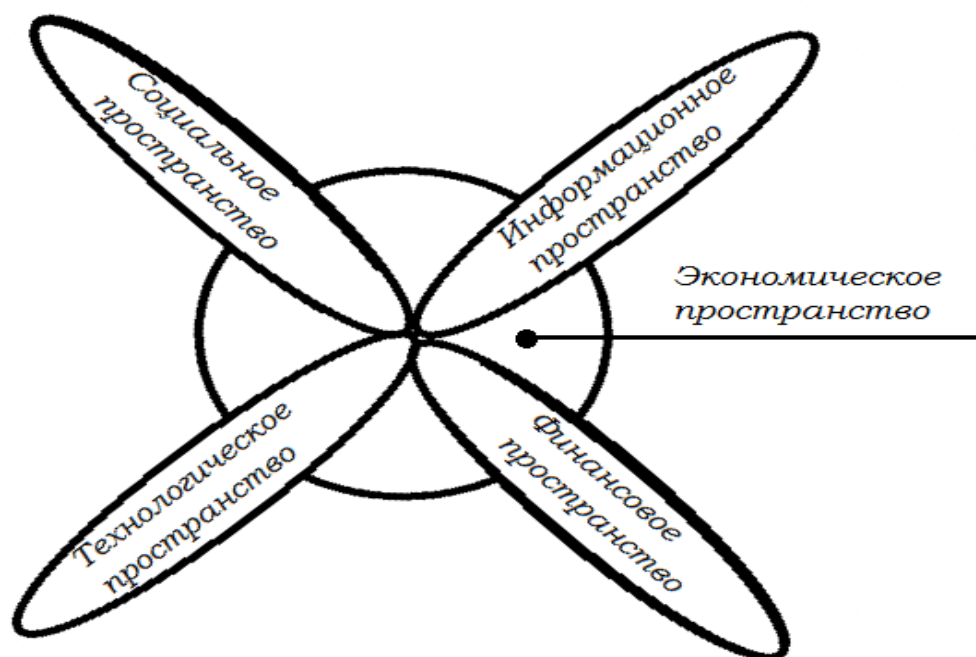 Социальное
пространство
Информационное
пространство
Экономическое
пространство
Технологическое
пространство
Финансовое
пространство